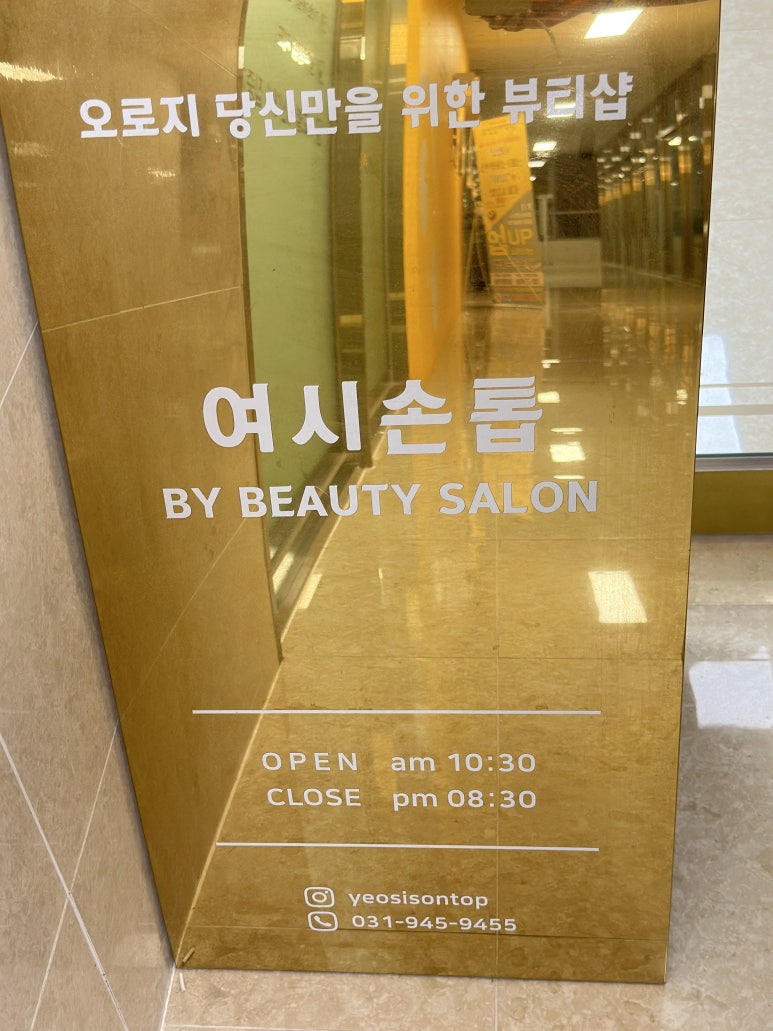 오로지 당신만을 위한 뷰티샵
UP
여시손톱
BY BEAUTY SALON
OPEN am 10:30
CLOSE pm 08:30
yeosisontop
031-945-9455